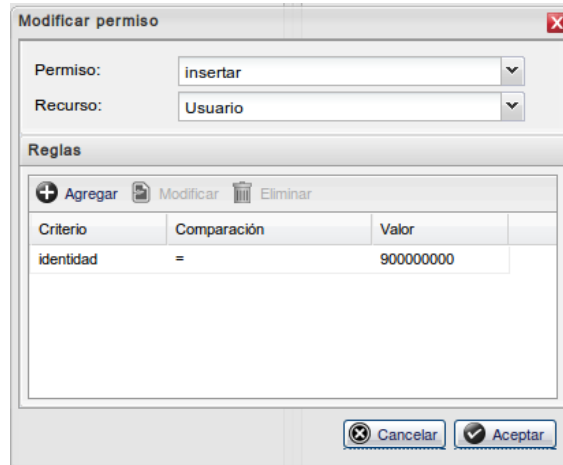 Modificar permiso
Permiso: insertar
Recurso: Usuario
Reglas
Agregar Modificar Eliminar
Criterio Comparación Valor
identidad = 900000000
Cancelar Aceptar